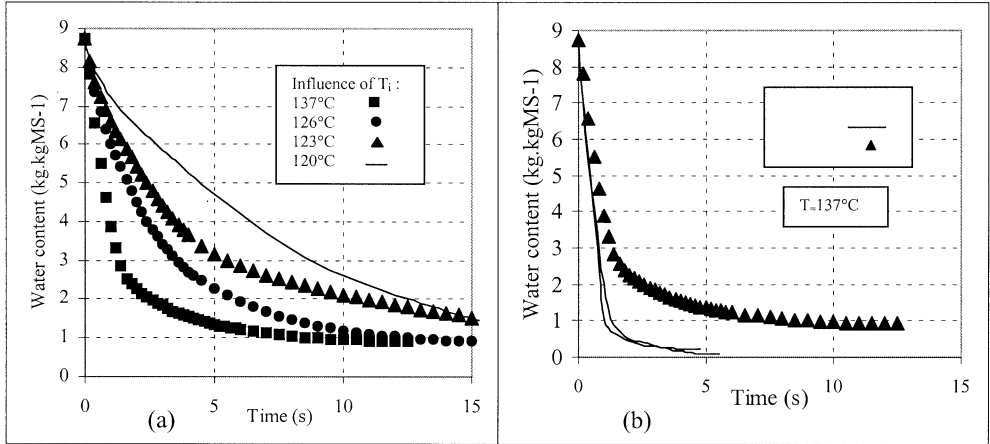 9
8
7
6
5
4
3
2
1
0
Water content (kg.kgMS-1)
Influence of Ti :
137°C
126°C
123°C
120°C
0 5 10 15
Time (s)
(a)
9
8
7
6
5
4
3
2
1
0
Water content (kg.kgMS-1)
T=137°C
0 5 10 15
Time (s)
(b)